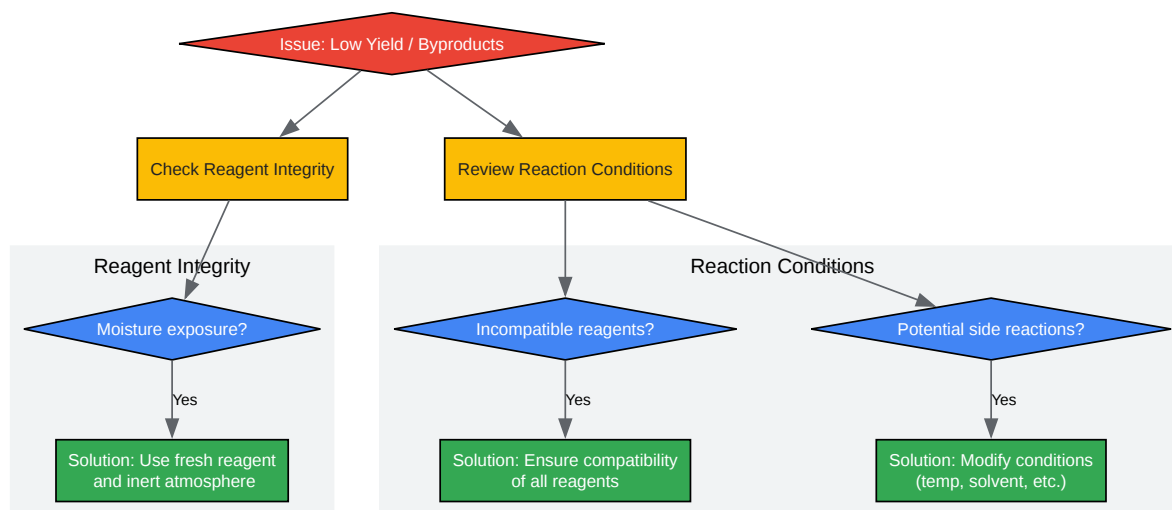 Issue: Low Yield / Byproducts
Check Reagent Integrity
Review Reaction Conditions
Reagent Integrity
Reaction Conditions
Moisture exposure?
Incompatible reagents?
Potential side reactions?
Yes
Yes
Yes
Solution: Use fresh reagent
and inert atmosphere
Solution: Ensure compatibility
of all reagents
Solution: Modify conditions
(temp, solvent, etc.)